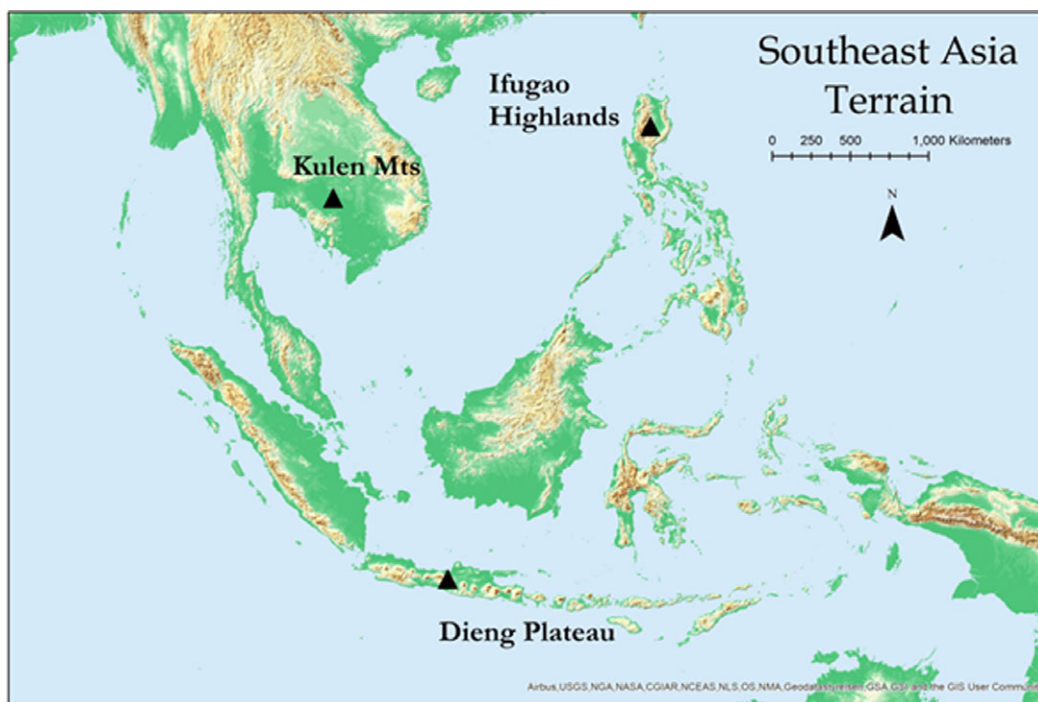 Southeast Asia
Terrain
0 250 500 1,000 Kilometers
N
Ifugao
Highlands
Kulen Mts
Dieng Plateau
Airbus,USGS,NGA,NASA,CGIAR,NCEAS,NLS,OS,NMA,Geodatastyrelsen,GSA,GSI and the GIS User Communi